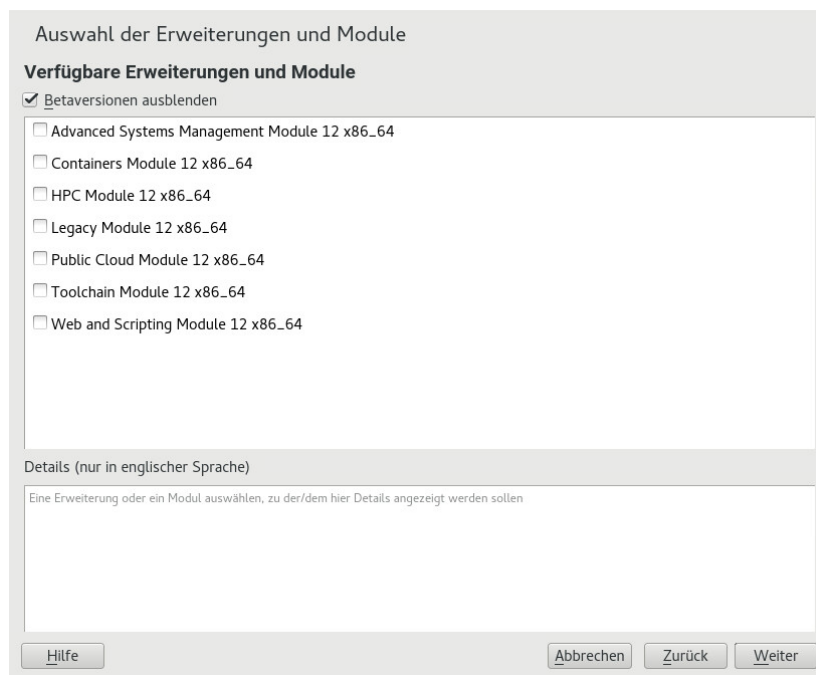 Auswahl der Erweiterungen und Module
Verfügbare Erweiterungen und Module
Betaversionen ausblenden
Advanced Systems Management Module 12 x86_64
Containers Module 12 x86_64
HPC Module 12 x86_64
Legacy Module 12 x86_64
Public Cloud Module 12 x86_64
Toolchain Module 12 x86_64
Web and Scripting Module 12 x86_64
Details (nur in englischer Sprache)
Eine Erweiterung oder ein Modul auswählen, zu der/dem hier Details angezeigt werden sollen
Hilfe Abbrechen Zurück Weiter